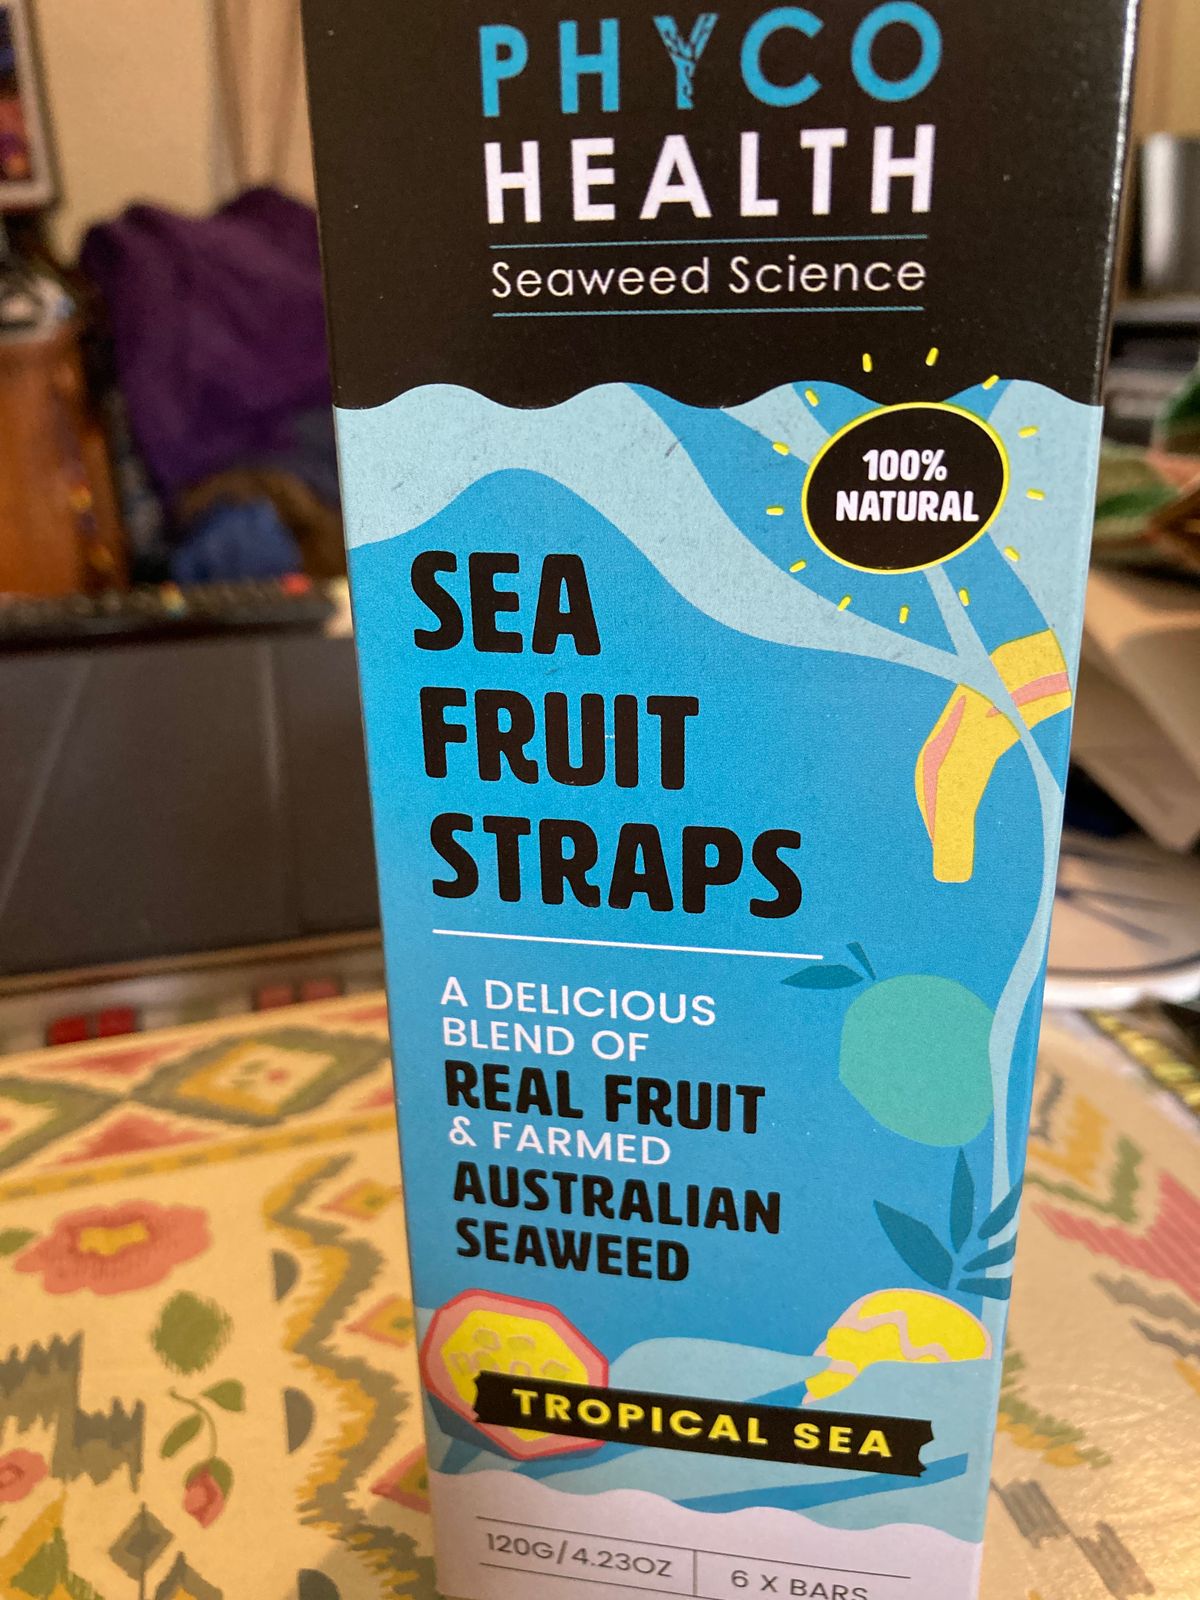 PHYCO
HEALTH
Seaweed Science
100%
NATURAL
SEA
FRUIT
STRAPS
A DELICIOUS
BLEND OF
REAL FRUIT
& FARMED
AUSTRALIAN
SEAWEED
TROPICAL SEA
120G/4.23OZ
6 X BARS